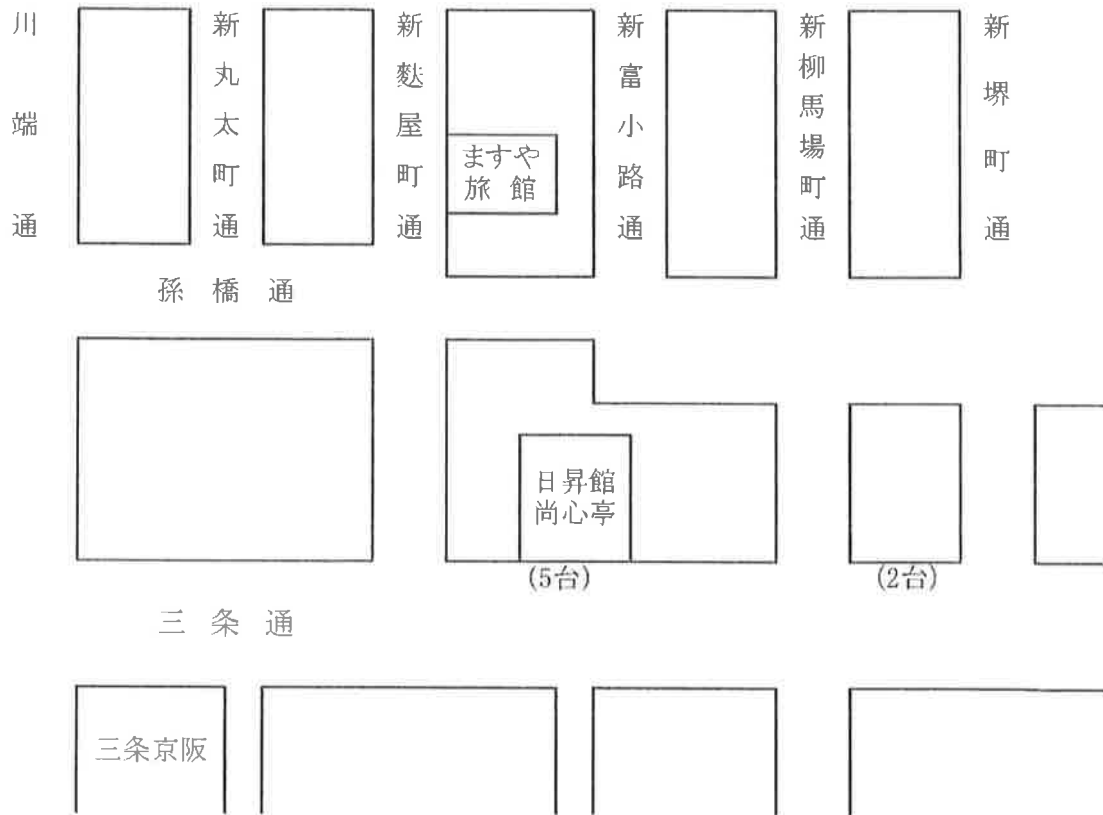 川端通
新丸太町通
新麩屋町通
新富小路通
新柳馬場町通
新堺町通
ますや
旅館
孫橋通
日昇館
尚心亭
(5台)
(2台)
三条通
三条京阪